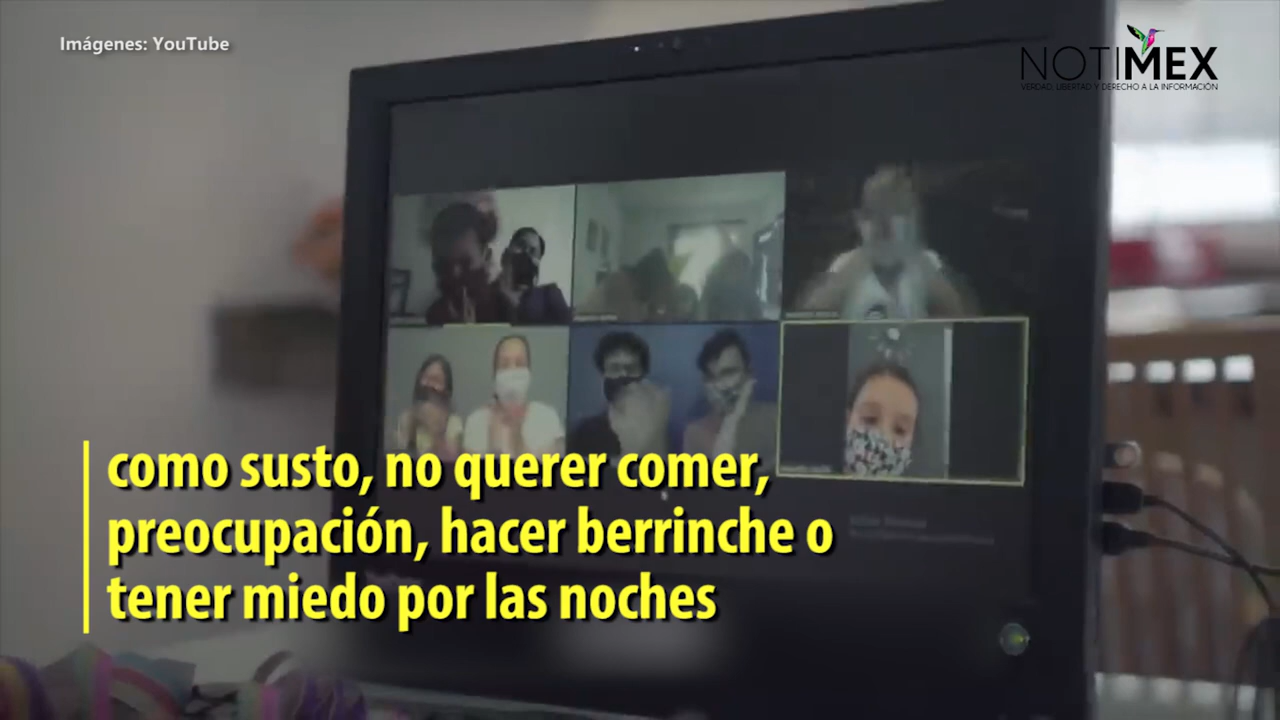 Imágenes: YouTube
NOTIMEX
VERDAD, LIBERTAD Y DERECHO A LA INFORMACIÓN
como susto, no querer comer,
preocupación, hacer berrinche o
tener miedo por las noches